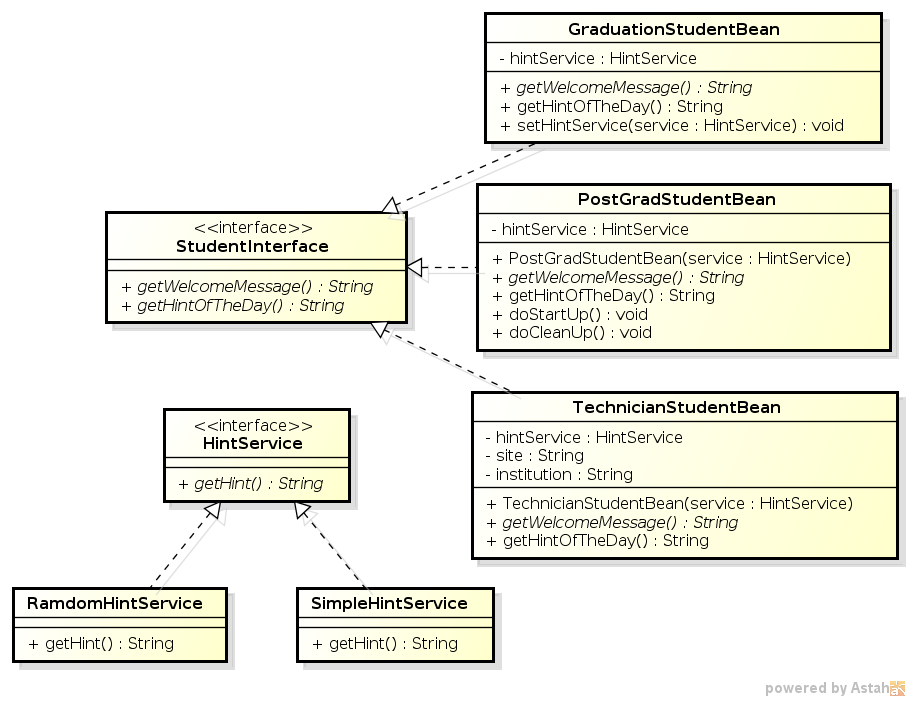 GraduationStudentBean
- hintService : HintService
+ getWelcomeMessage() : String
+ getHintOfTheDay() : String
+ setHintService(service : HintService) : void
PostGradStudentBean
- hintService : HintService
+ PostGradStudentBean(service : HintService)
+ getWelcomeMessage() : String
+ getHintOfTheDay() : String
+ doStartUp() : void
+ doCleanUp() : void
<<interface>>
StudentInterface
+ getWelcomeMessage() : String
+ getHintOfTheDay() : String
TechnicianStudentBean
- hintService : HintService
- site : String
- institution : String
+ TechnicianStudentBean(service : HintService)
+ getWelcomeMessage() : String
+ getHintOfTheDay() : String
<<interface>>
HintService
+ getHint() : String
RamdomHintService
+ getHint() : String
SimpleHintService
+ getHint() : String
powered by Astah